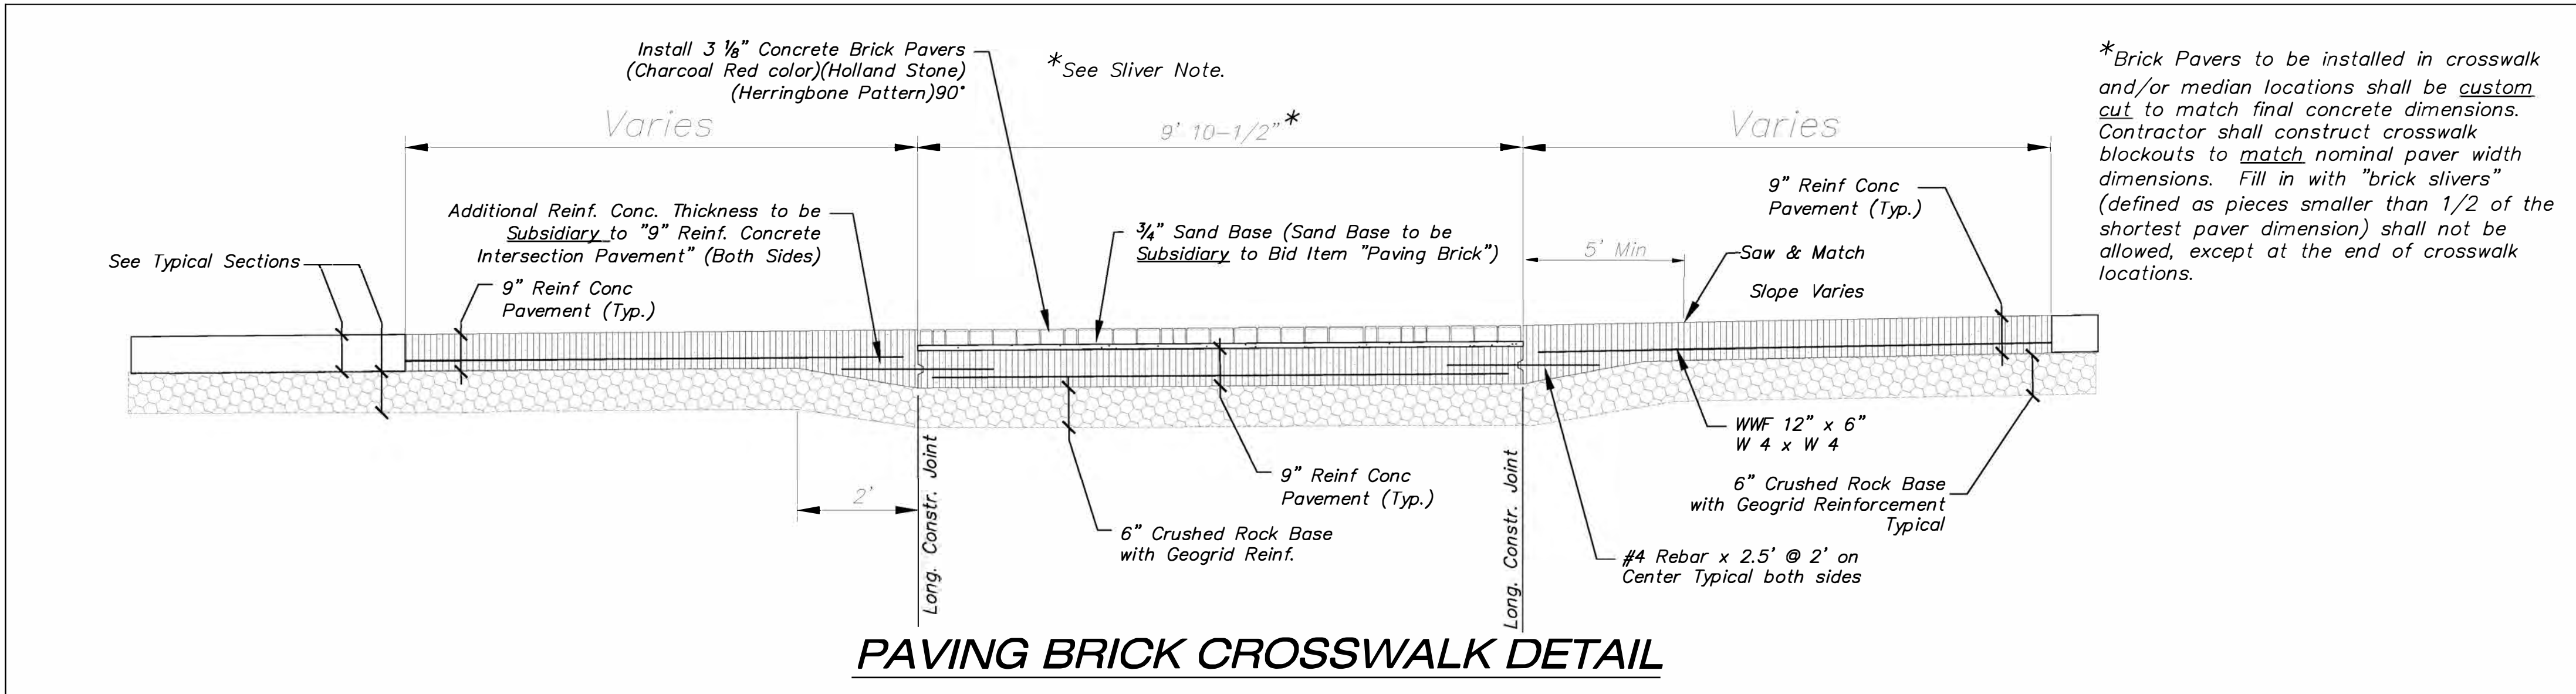 Install 3 ⅛" Concrete Brick Pavers
(Charcoal Red color)(Holland Stone)
(Herringbone Pattern)90°
*See Sliver Note.
*Brick Pavers to be installed in crosswalk
and/or median locations shall be custom
cut to match final concrete dimensions.
Contractor shall construct crosswalk
blockouts to match nominal paver width
dimensions. Fill in with "brick slivers"
(defined as pieces smaller than 1/2 of the
shortest paver dimension) shall not be
allowed, except at the end of crosswalk
locations.
Varies
9' 10-1/2"*
Varies
Additional Reinf. Conc. Thickness to be
Subsidiary to "9" Reinf. Concrete
Intersection Pavement" (Both Sides)
¾" Sand Base (Sand Base to be
Subsidiary to Bid Item "Paving Brick")
9" Reinf Conc
Pavement (Typ.)
5' Min
Saw & Match
Slope Varies
See Typical Sections
9" Reinf Conc
Pavement (Typ.)
2'
Long. Constr. Joint
9" Reinf Conc
Pavement (Typ.)
6" Crushed Rock Base
with Geogrid Reinf.
Long. Constr. Joint
WWF 12" x 6"
W 4 x W 4
6" Crushed Rock Base
with Geogrid Reinforcement
Typical
#4 Rebar x 2.5' @ 2' on
Center Typical both sides
PAVING BRICK CROSSWALK DETAIL